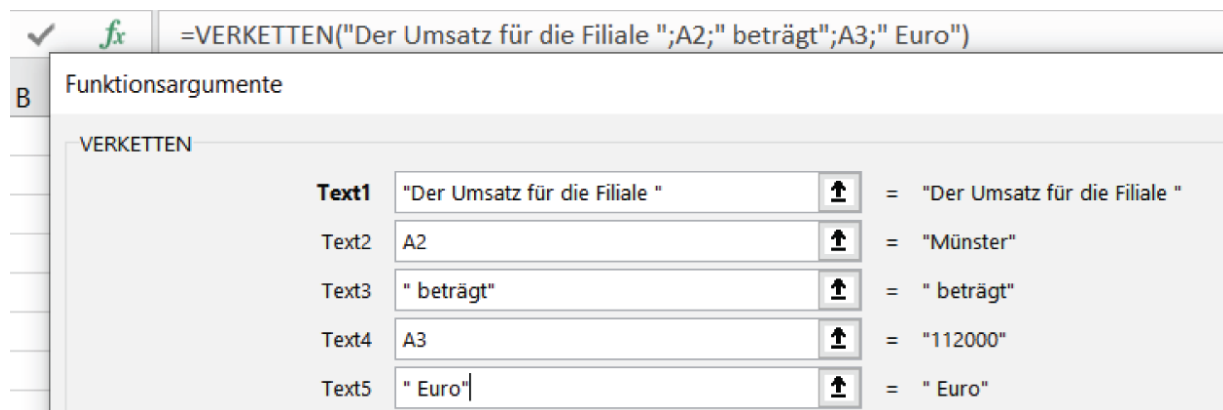 fx =VERKETTEN("Der Umsatz für die Filiale ";A2;" beträgt";A3;" Euro")
B
Funktionsargumente
VERKETTEN
Text1 "Der Umsatz für die Filiale " = "Der Umsatz für die Filiale "
Text2 A2 = "Münster"
Text3 " beträgt" = " beträgt"
Text4 A3 = "112000"
Text5 " Euro" = " Euro"